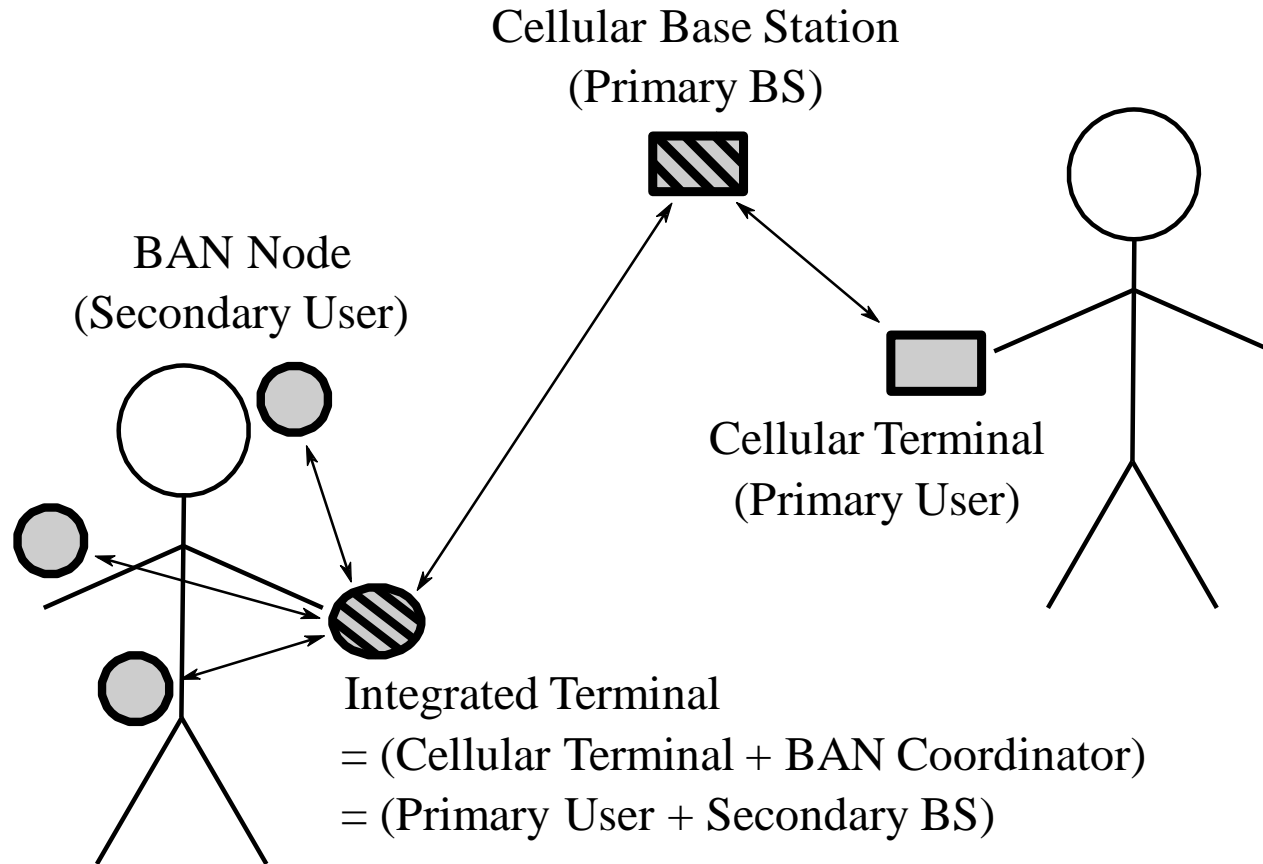 Cellular Base Station
(Primary BS)
BAN Node
(Secondary User)
Cellular Terminal
(Primary User)
Integrated Terminal
= (Cellular Terminal + BAN Coordinator)
= (Primary User + Secondary BS)